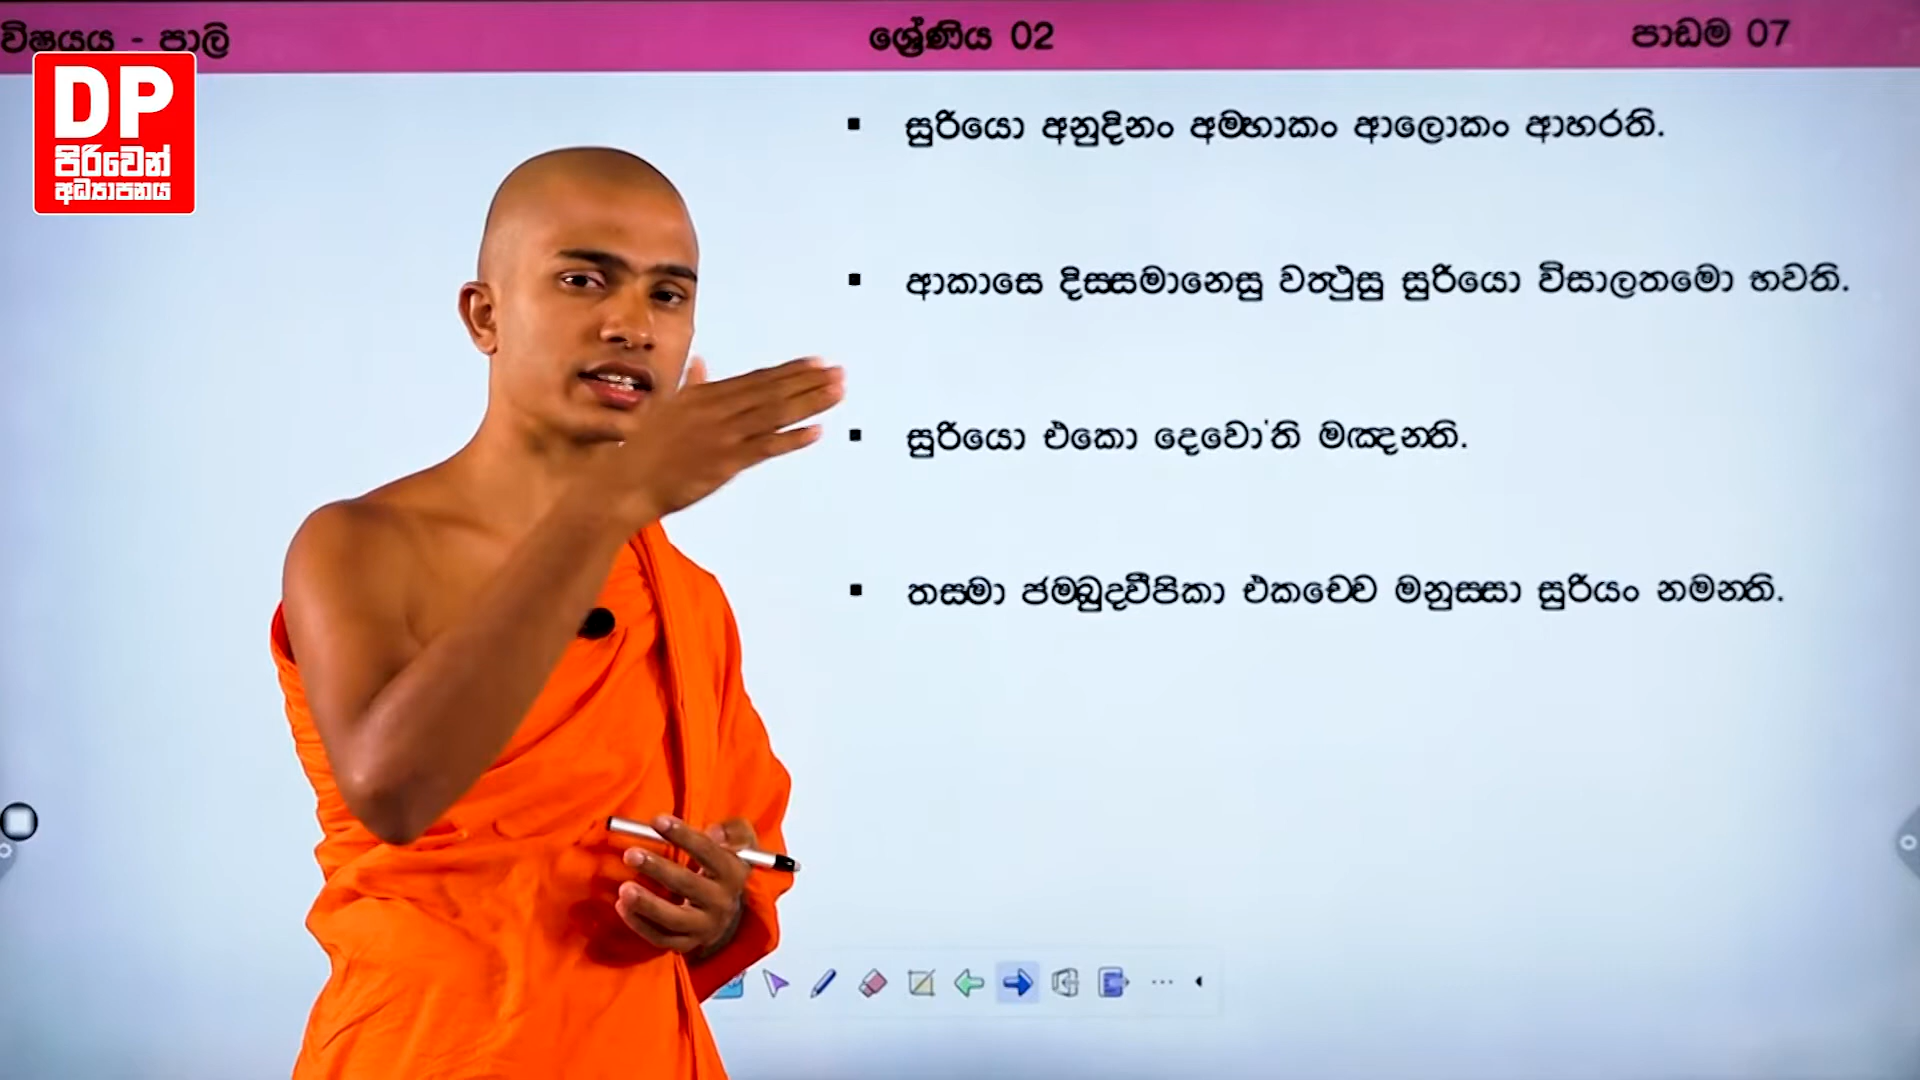 විෂයය - පාලි
ශ්‍රේණිය 02
පාඩම 07
DP
පිරිවෙන්
අධ්‍යාපනය
▪ සුරියො අනුදිනං අම්හාකං ආලොකං ආහරති.
▪ ආකාසෙ දිස්සමානෙසු වත්ථුසු සුරියො විසාලතමො භවති.
▪ සුරියො එකො දෙවො'ති මඤ්ඤන්ති.
▪ තස්මා ජම්බුදවීපිකා එකච්චෙ මනුස්සා සුරියං නමන්ති.